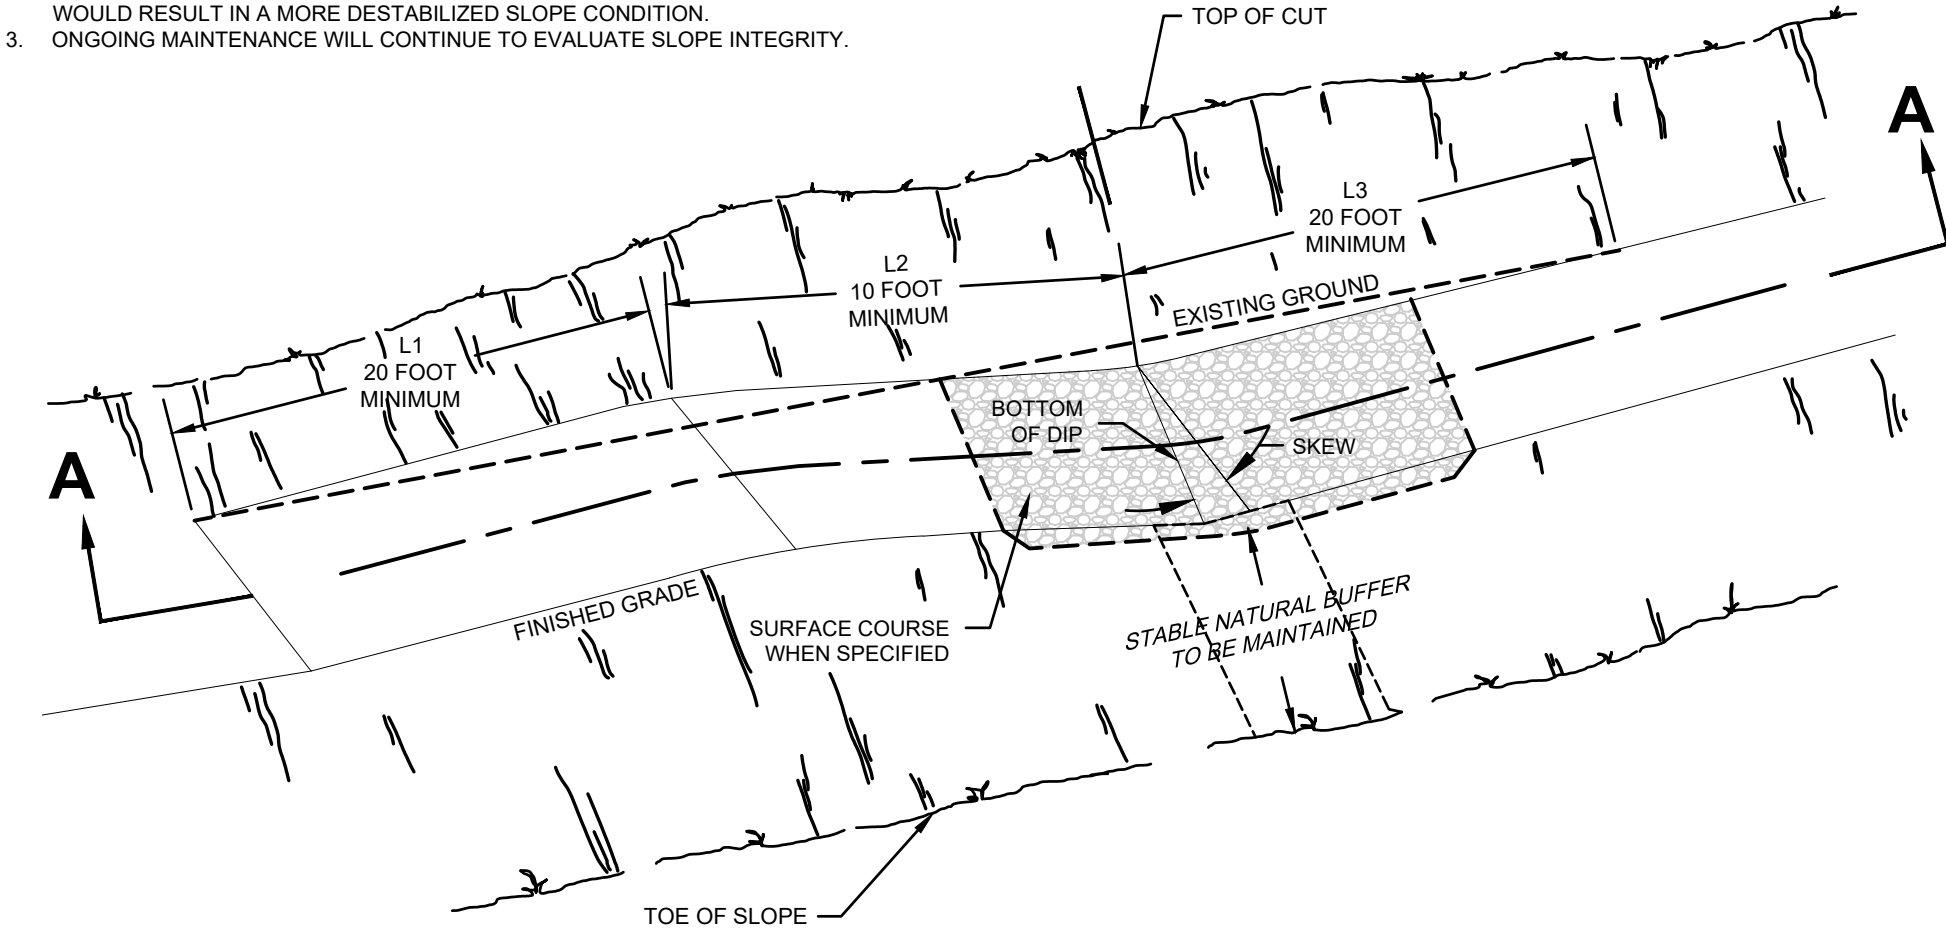 WOULD RESULT IN A MORE DESTABILIZED SLOPE CONDITION.
3. ONGOING MAINTENANCE WILL CONTINUE TO EVALUATE SLOPE INTEGRITY.
TOP OF CUT
A
L3
20 FOOT
MINIMUM
L2
10 FOOT
MINIMUM
EXISTING GROUND
L1
20 FOOT
MINIMUM
BOTTOM
OF DIP
SKEW
A
FINISHED GRADE
SURFACE COURSE
WHEN SPECIFIED
STABLE NATURAL BUFFER
TO BE MAINTAINED
TOE OF SLOPE